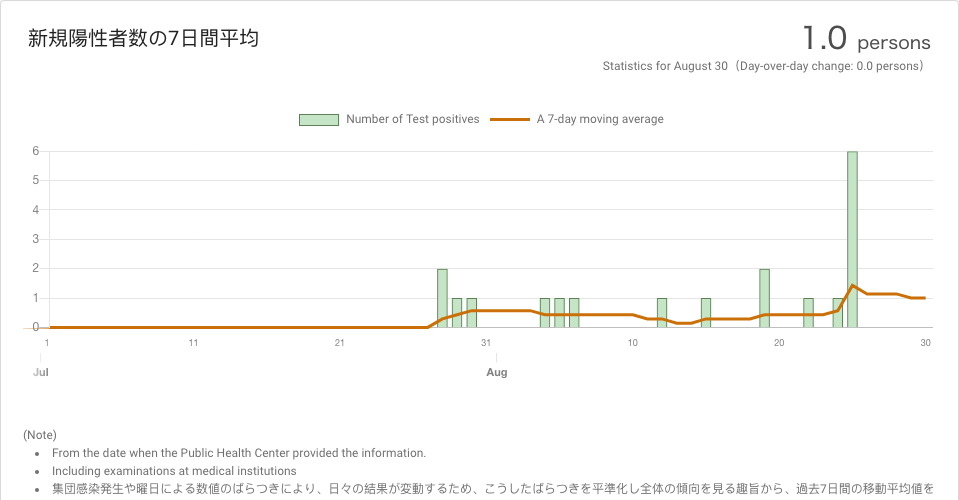 新規陽性者数の7日間平均
1.0 persons
Statistics for August 30（Day-over-day change: 0.0 persons）
Number of Test positives A 7-day moving average
6
5
4
3
2
1
0
1 11 21 31 10 20 30
Jul Aug
(Note)
• From the date when the Public Health Center provided the information.
• Including examinations at medical institutions
• 集団感染発生や曜日による数値のばらつきにより、日々の結果が変動するため、こうしたばらつきを平準化し全体の傾向を見る趣旨から、過去7日間の移動平均値を